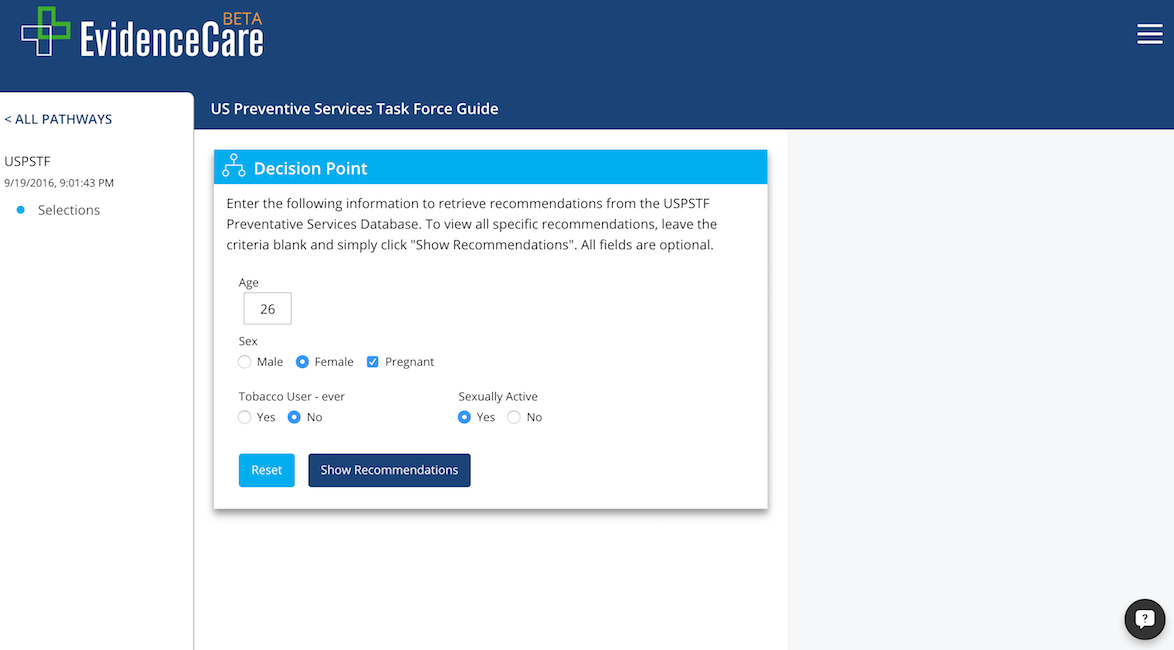 BETA
EvidenceCare
US Preventive Services Task Force Guide
< ALL PATHWAYS
USPSTF
9/19/2016, 9:01:43 PM
Selections
Decision Point
Enter the following information to retrieve recommendations from the USPSTF
Preventative Services Database. To view all specific recommendations, leave the
criteria blank and simply click "Show Recommendations". All fields are optional.
Age
26
Sex
Male Female Pregnant
Tobacco User - ever Sexually Active
Yes No Yes No
Reset Show Recommendations
?